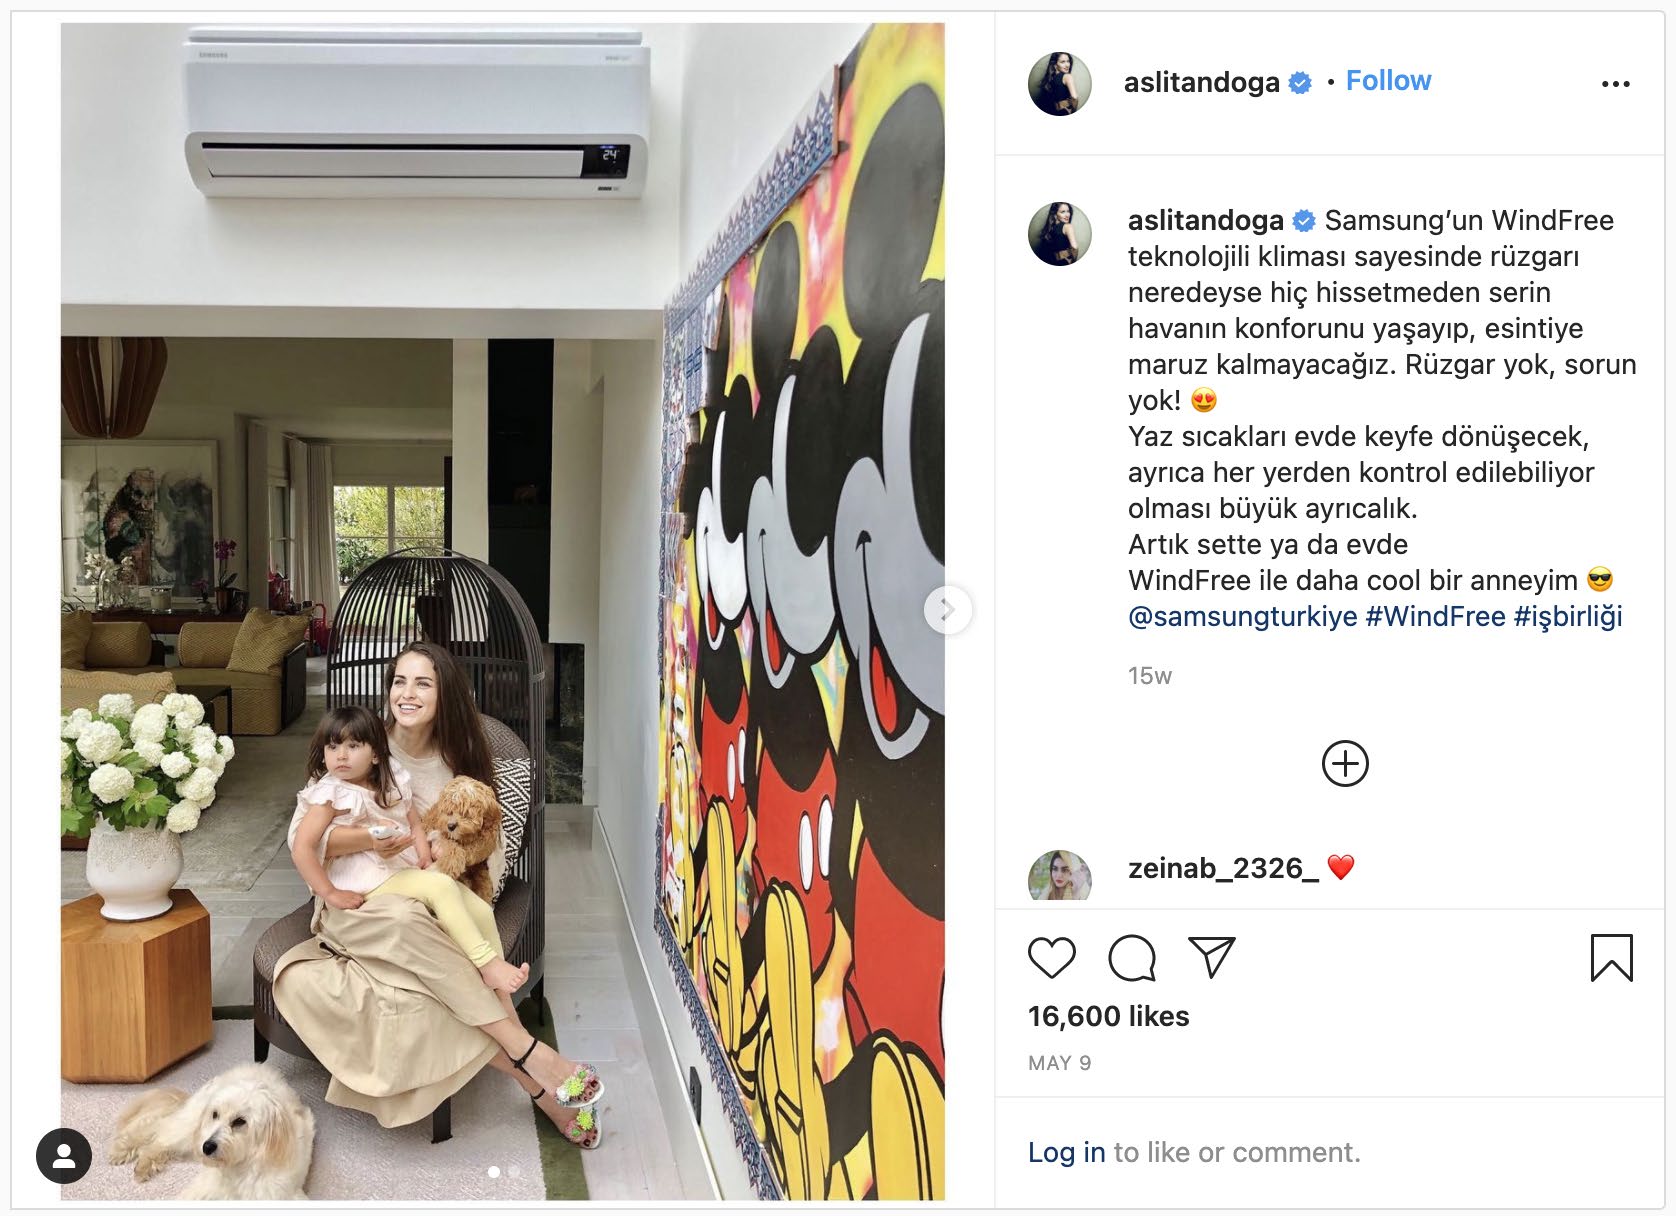 SAMSUNG
24°
aslitandoga • Follow
aslitandoga Samsung’un WindFree
teknolojili kliması sayesinde rüzgarı
neredeyse hiç hissetmeden serin
havanın konforunu yaşayıp, esintiye
maruz kalmayacağız. Rüzgar yok, sorun
yok! 😍
Yaz sıcakları evde keyfe dönüşecek,
ayrıca her yerden kontrol edilebiliyor
olması büyük ayrıcalık.
Artık sette ya da evde
WindFree ile daha cool bir anneyim 😎
@samsungturkiye #WindFree #işbirliği
15w
zeinab_2326_ ❤️
16,600 likes
MAY 9
Log in to like or comment.